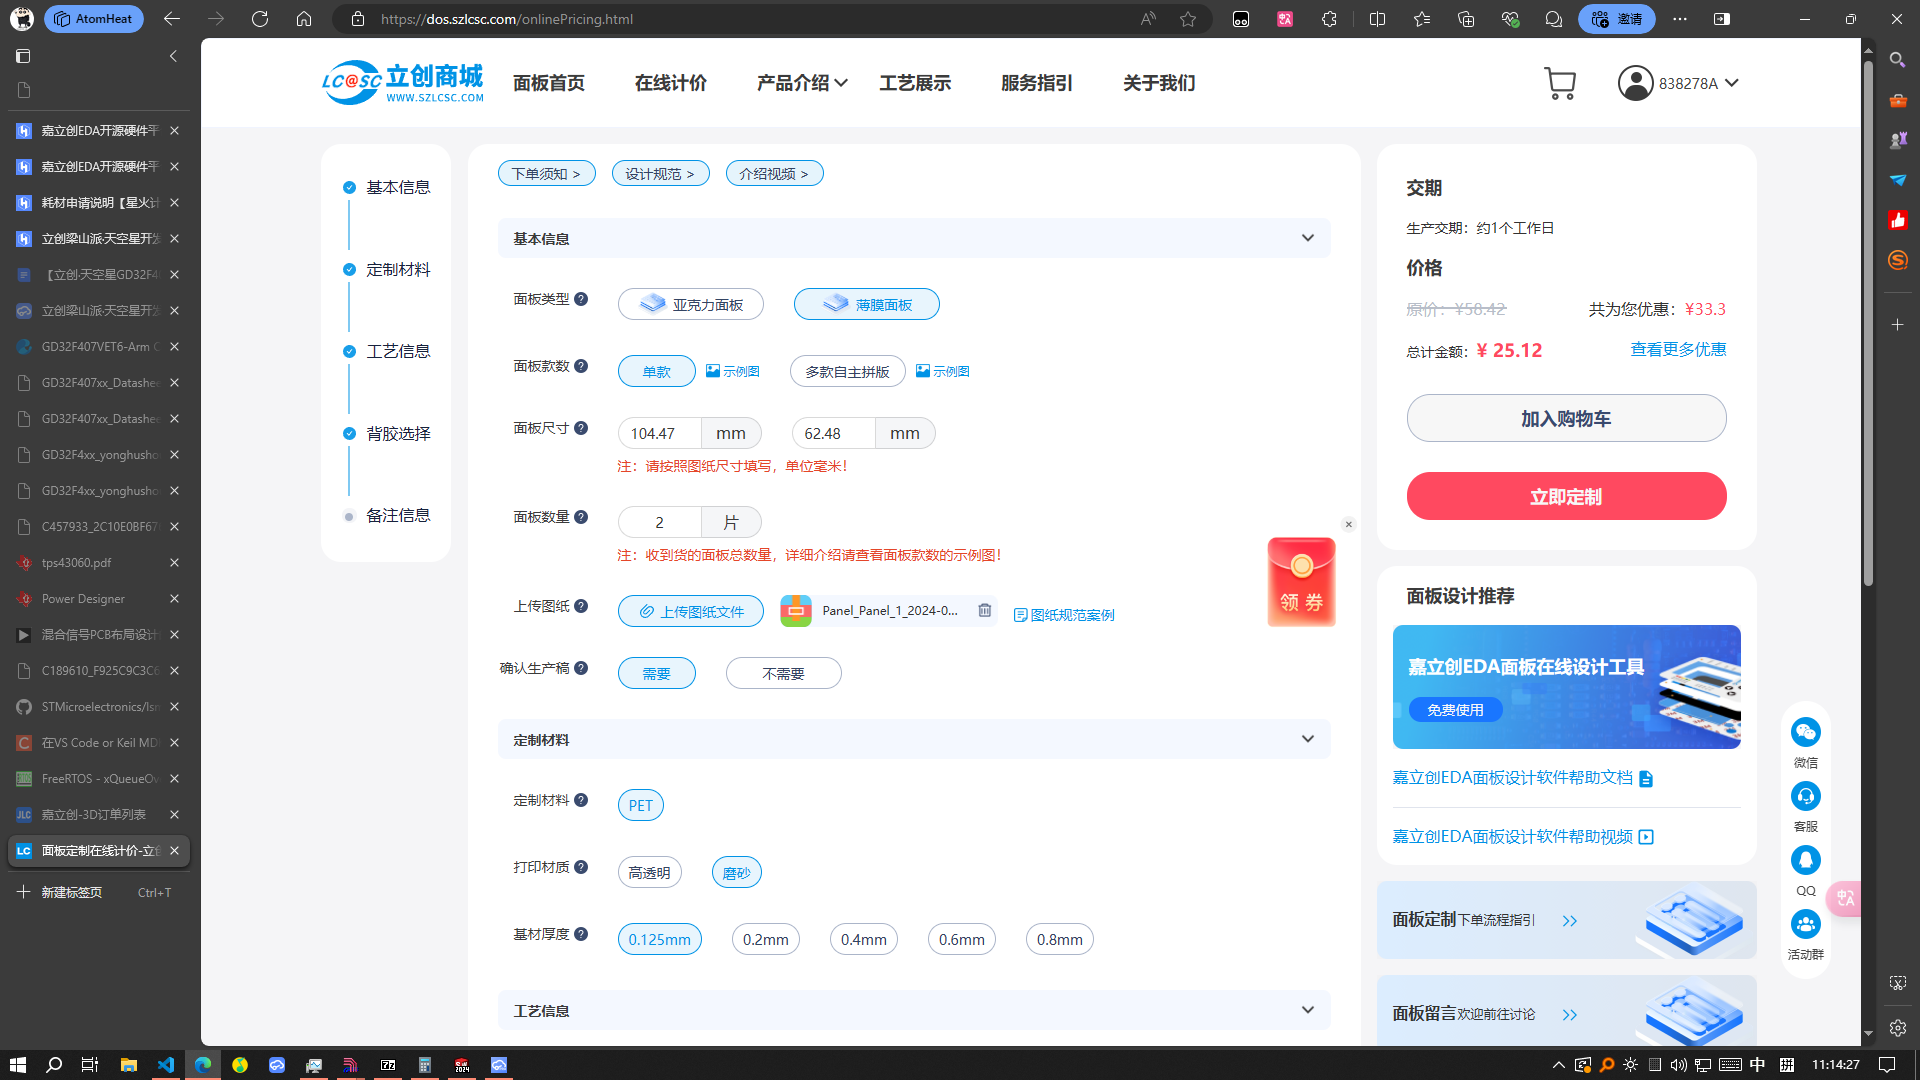 AtomHeat
https://dos.szlcsc.com/onlinePricing.html
邀请
嘉立创EDA开源硬件平
嘉立创EDA开源硬件平
耗材申请说明【星火计
立创梁山派·天空星开发
【立创·天空星GD32F4
立创梁山派·天空星开发
GD32F407VET6-Arm C
GD32F407xx_Datashee
GD32F407xx_Datashee
GD32F4xx_yonghusho
GD32F4xx_yonghusho
C457933_2C10E0BF67
tps43060.pdf
Power Designer
混合信号PCB布局设计
C189610_F925C9C3C6
STMicroelectronics/lsm
在VS Code or Keil MD
FreeRTOS - xQueueOv
嘉立创-3D订单列表
面板定制在线计价-立创
新建标签页 Ctrl+T
LC@SC 立创商城
WWW.SZLCSC.COM
面板首页 在线计价 产品介绍 工艺展示 服务指引 关于我们
838278A
基本信息
定制材料
工艺信息
背胶选择
备注信息
下单须知 > 设计规范 > 介绍视频 >
基本信息
面板类型 亚克力面板 薄膜面板
面板款数 单款 示例图 多款自主拼版 示例图
面板尺寸 104.47 mm 62.48 mm
注：请按照图纸尺寸填写，单位毫米！
面板数量 2 片
注：收到货的面板总数量，详细介绍请查看面板款数的示例图！
上传图纸 上传图纸文件 Panel_Panel_1_2024-0... 图纸规范案例
确认生产稿 需要 不需要
定制材料
定制材料 PET
打印材质 高透明 磨砂
基材厚度 0.125mm 0.2mm 0.4mm 0.6mm 0.8mm
工艺信息
领 券
交期
生产交期：约1个工作日
价格
原价：¥58.42 共为您优惠：¥33.3
总计金额：¥ 25.12 查看更多优惠
加入购物车
立即定制
面板设计推荐
嘉立创EDA面板在线设计工具
免费使用
嘉立创EDA面板设计软件帮助文档
嘉立创EDA面板设计软件帮助视频
面板定制下单流程指引 >>
面板留言欢迎前往讨论 >>
微信
客服
QQ
活动群
中 拼 11:14:27